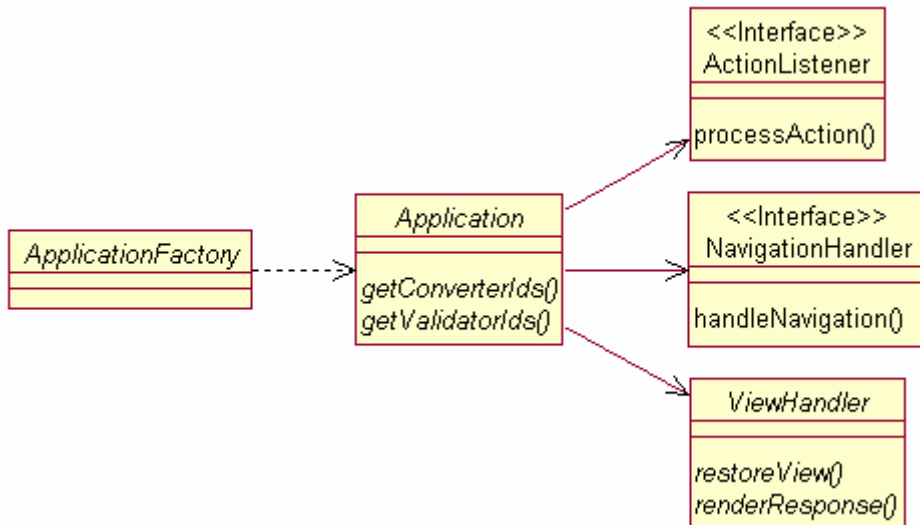 <<Interface>>
ActionListener
processAction()
ApplicationFactory
Application
getConverterIds()
getValidatorIds()
<<Interface>>
NavigationHandler
handleNavigation()
ViewHandler
restoreView()
renderResponse()